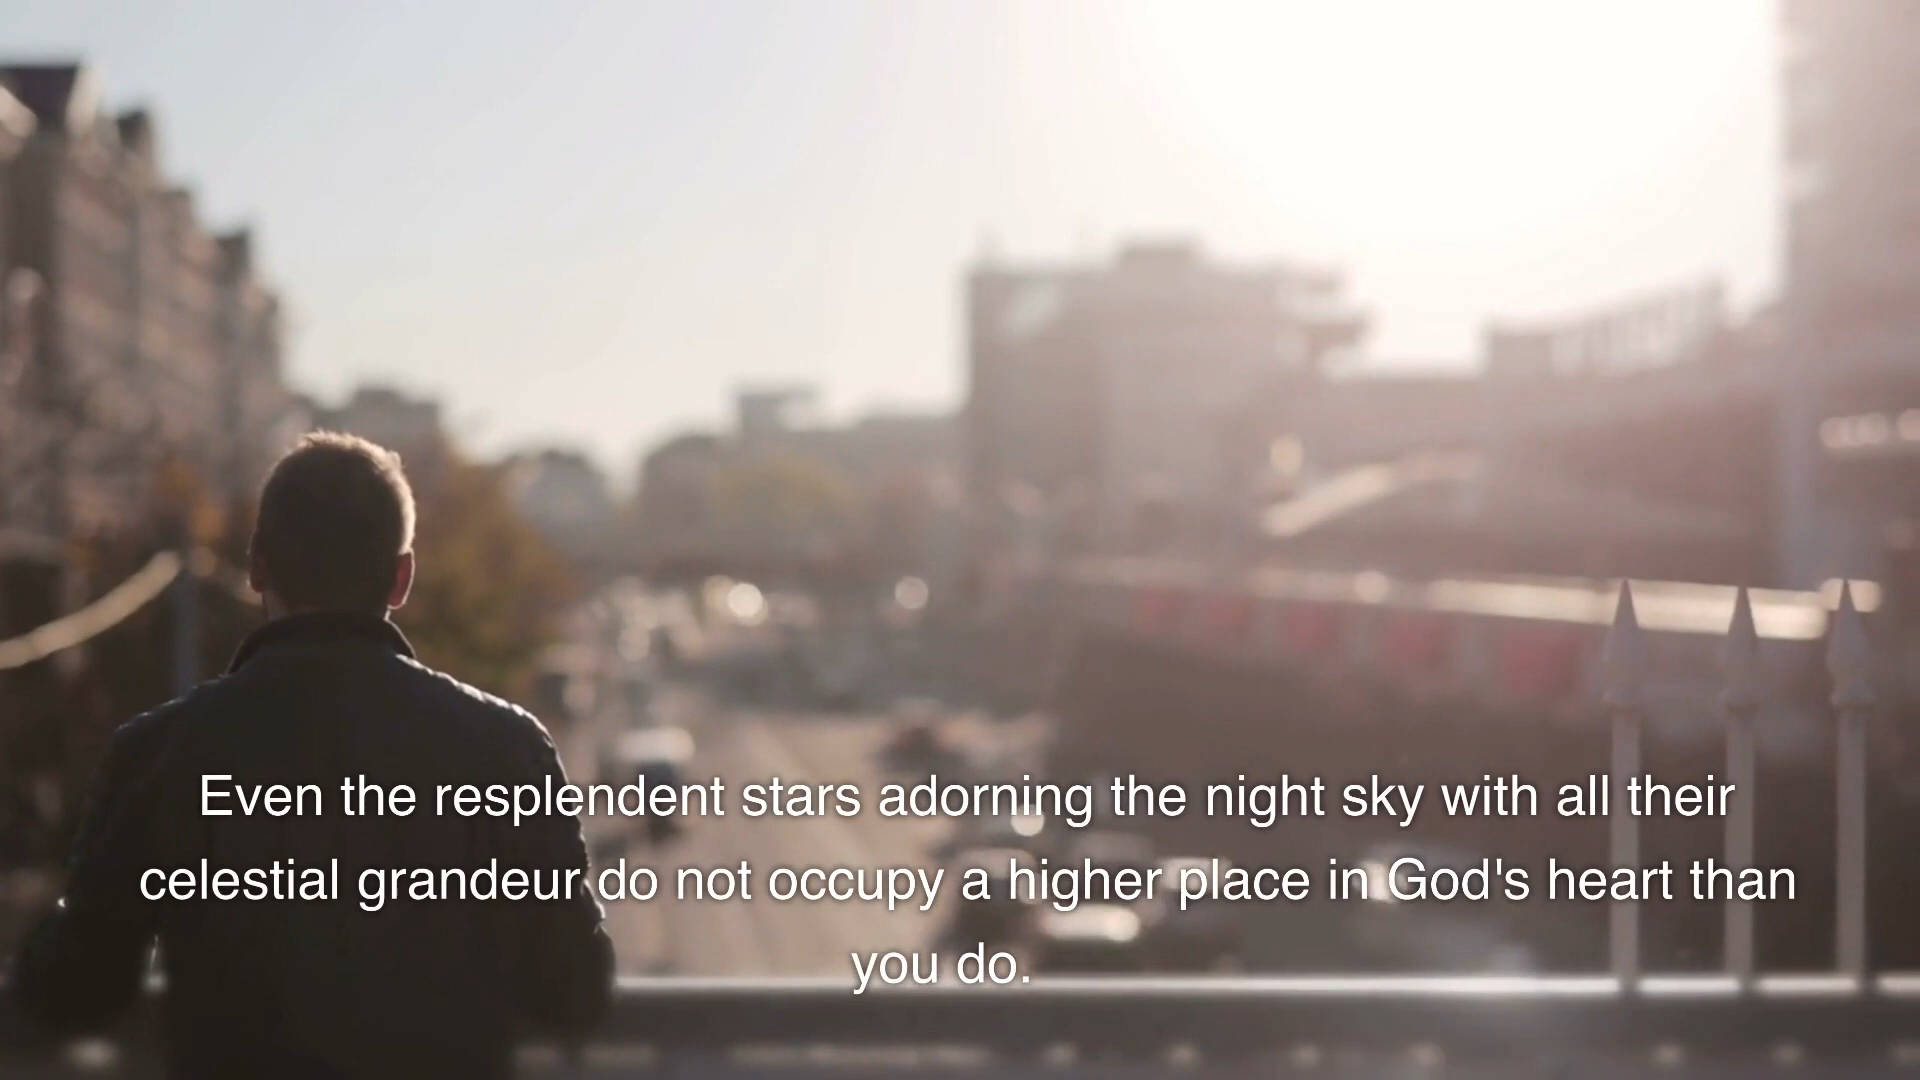 Even the resplendent stars adorning the night sky with all their
celestial grandeur do not occupy a higher place in God's heart than
you do.